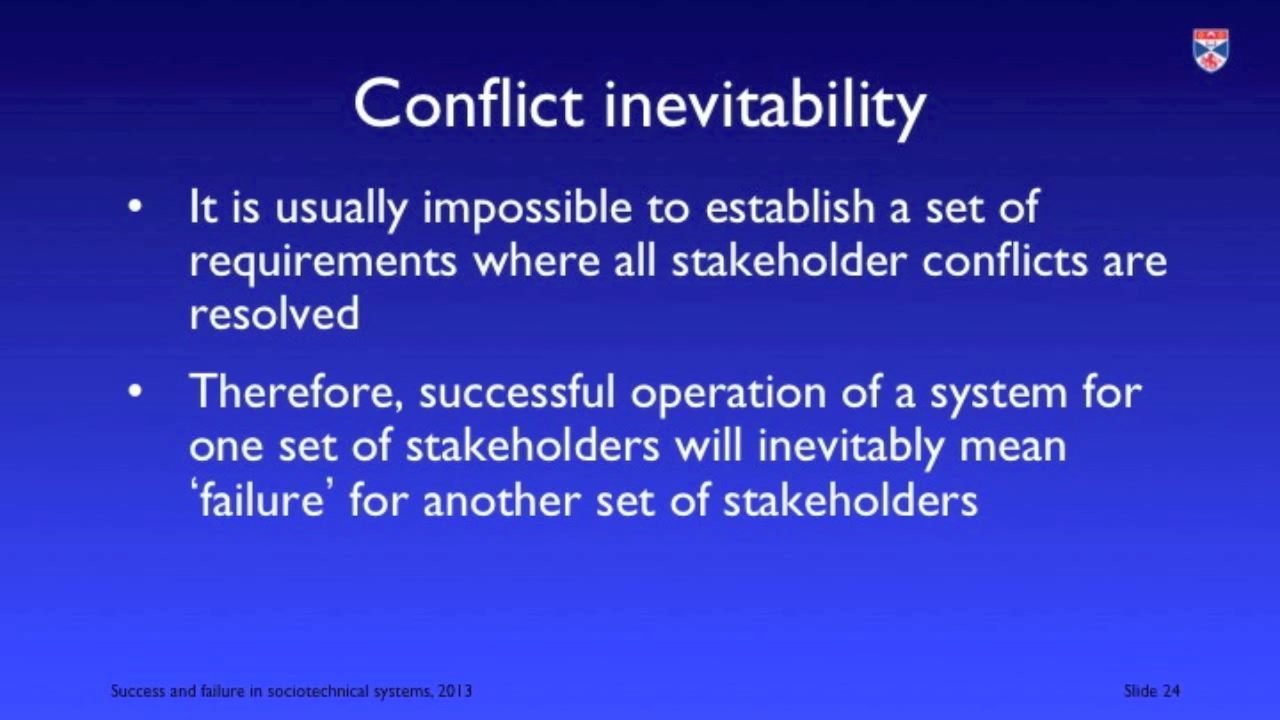 Conflict inevitability
• It is usually impossible to establish a set of
requirements where all stakeholder conflicts are
resolved
• Therefore, successful operation of a system for
one set of stakeholders will inevitably mean
‘failure’ for another set of stakeholders
Success and failure in sociotechnical systems, 2013
Slide 24